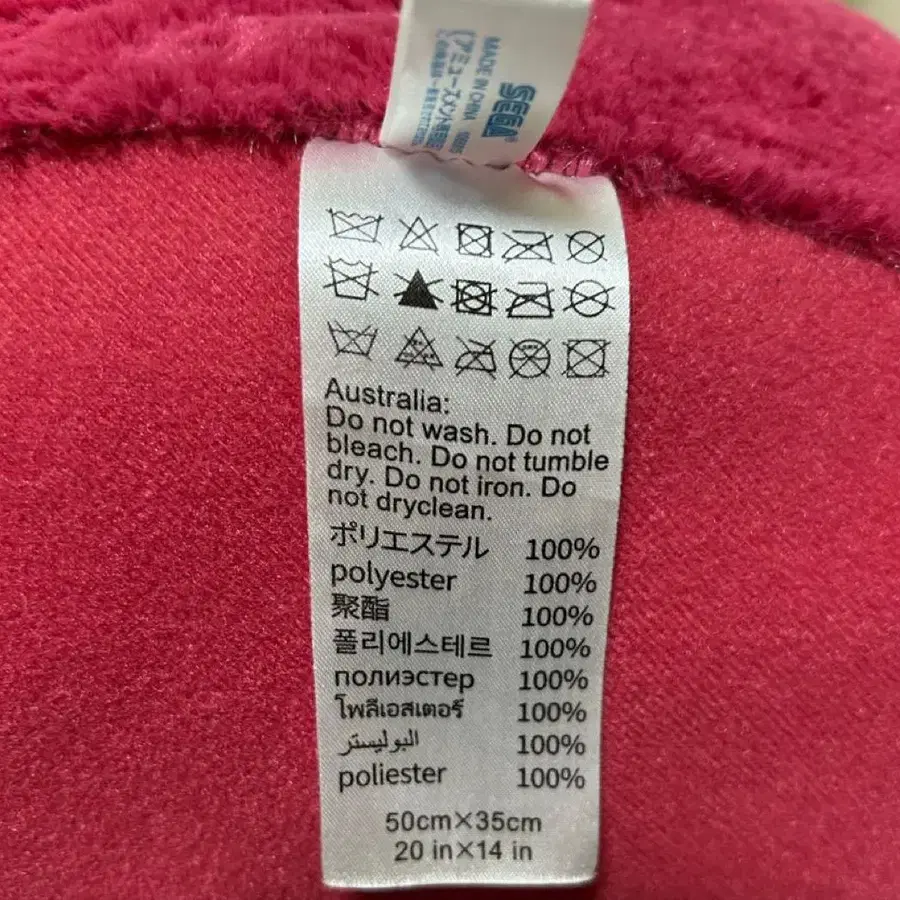 SEGA
MADE IN CHINA
Australia:
Do not wash. Do not
bleach. Do not tumble
dry. Do not iron. Do
not dryclean.
ポリエステル 100%
polyester 100%
聚酯 100%
폴리에스테르 100%
полиэстер 100%
โพลีเอสเตอร์ 100%
البوليستر 100%
poliester 100%
50cm×35cm
20 in×14 in